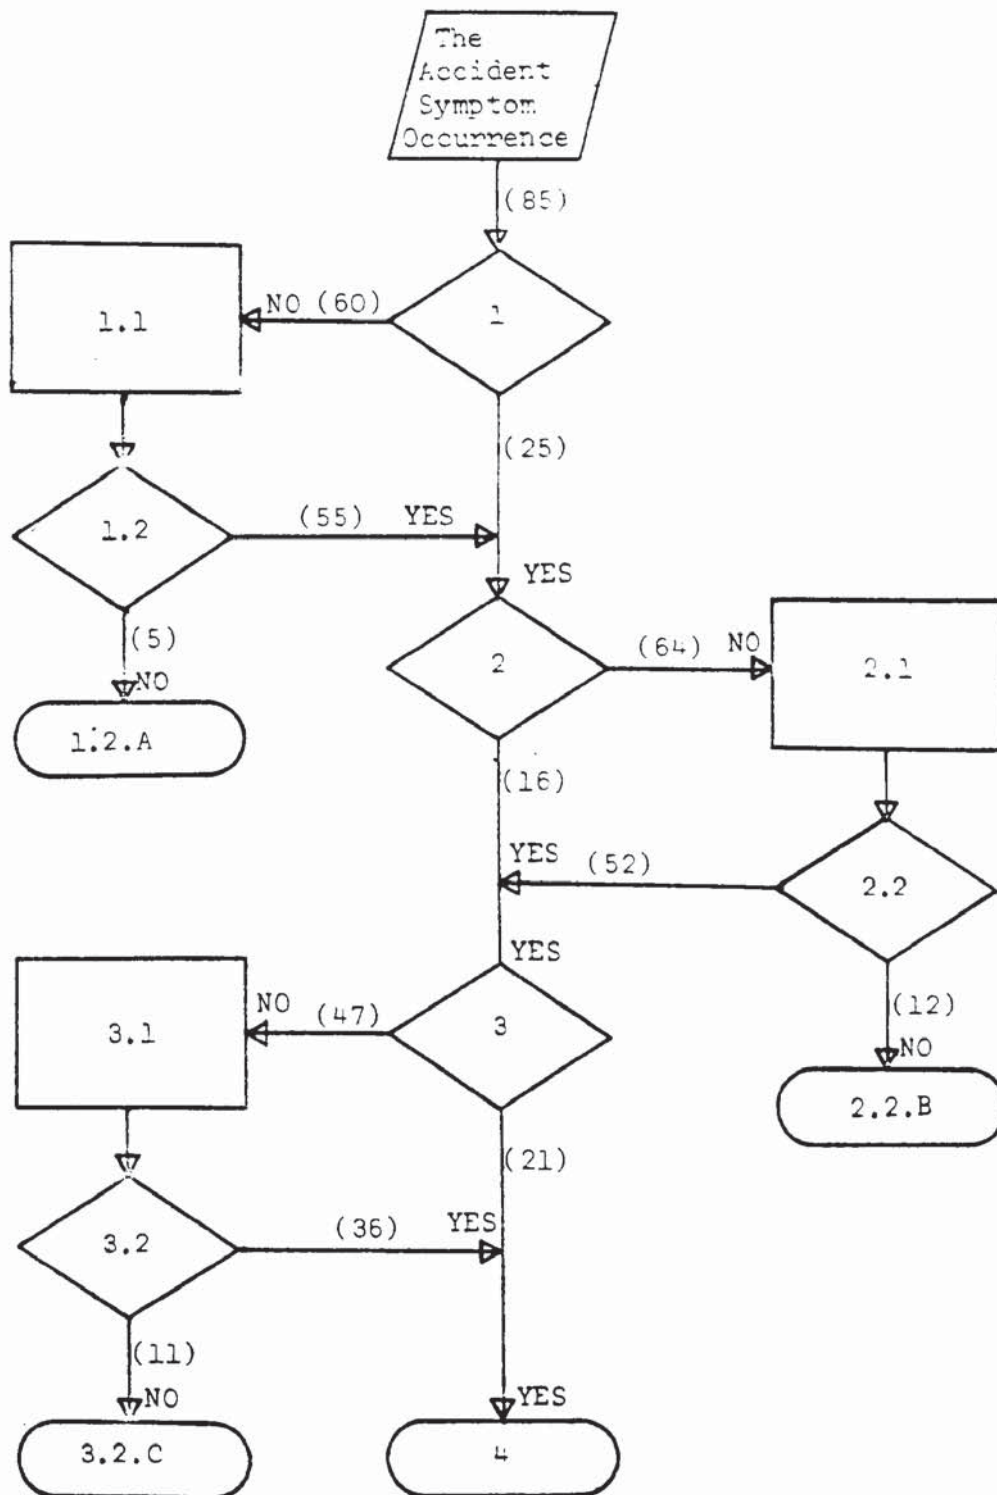 The
Accident
Symptom
Occurrence
(85)
NO (60)
1.1
1
(25)
1.2
(55) YES
YES
(5)
NO
1.2.A
2
(64) NO
2.1
(16)
YES (52)
2.2
YES
(12)
NO
2.2.B
NO (47)
3.1
3
(21)
3.2
(36) YES
(11)
NO
YES
3.2.C
4